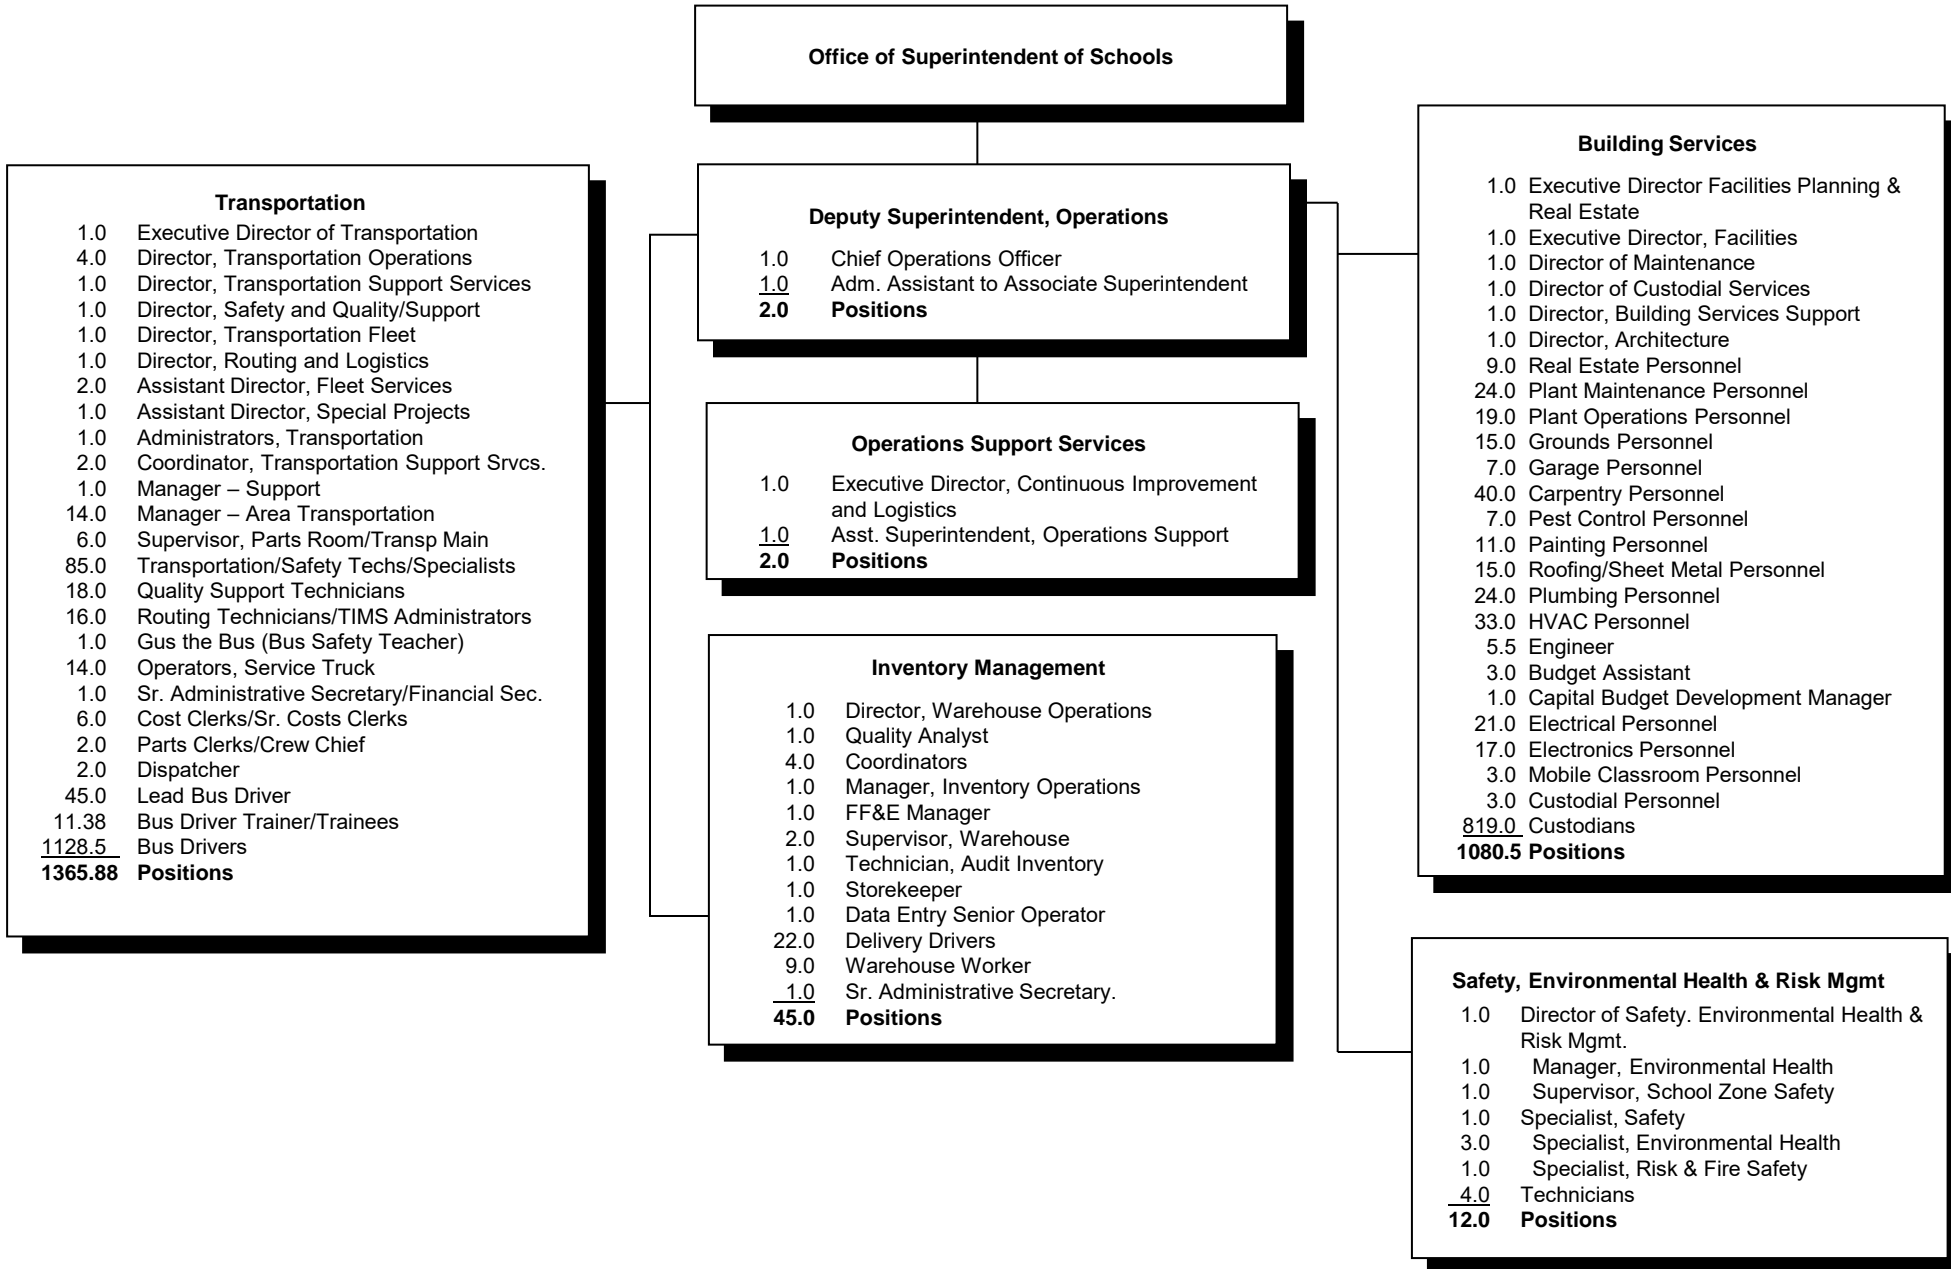 Office of Superintendent of Schools
Transportation
1.0 Executive Director of Transportation
4.0 Director, Transportation Operations
1.0 Director, Transportation Support Services
1.0 Director, Safety and Quality/Support
1.0 Director, Transportation Fleet
1.0 Director, Routing and Logistics
2.0 Assistant Director, Fleet Services
1.0 Assistant Director, Special Projects
1.0 Administrators, Transportation
2.0 Coordinator, Transportation Support Srvcs.
1.0 Manager – Support
14.0 Manager – Area Transportation
6.0 Supervisor, Parts Room/Transp Main
85.0 Transportation/Safety Techs/Specialists
18.0 Quality Support Technicians
16.0 Routing Technicians/TIMS Administrators
1.0 Gus the Bus (Bus Safety Teacher)
14.0 Operators, Service Truck
1.0 Sr. Administrative Secretary/Financial Sec.
6.0 Cost Clerks/Sr. Costs Clerks
2.0 Parts Clerks/Crew Chief
2.0 Dispatcher
45.0 Lead Bus Driver
11.38 Bus Driver Trainer/Trainees
1128.5 Bus Drivers
1365.88 Positions
Deputy Superintendent, Operations
1.0 Chief Operations Officer
1.0 Adm. Assistant to Associate Superintendent
2.0 Positions
Operations Support Services
1.0 Executive Director, Continuous Improvement
and Logistics
1.0 Asst. Superintendent, Operations Support
2.0 Positions
Inventory Management
1.0 Director, Warehouse Operations
1.0 Quality Analyst
4.0 Coordinators
1.0 Manager, Inventory Operations
1.0 FF&E Manager
2.0 Supervisor, Warehouse
1.0 Technician, Audit Inventory
1.0 Storekeeper
1.0 Data Entry Senior Operator
22.0 Delivery Drivers
9.0 Warehouse Worker
1.0 Sr. Administrative Secretary.
45.0 Positions
Building Services
1.0 Executive Director Facilities Planning &
Real Estate
1.0 Executive Director, Facilities
1.0 Director of Maintenance
1.0 Director of Custodial Services
1.0 Director, Building Services Support
1.0 Director, Architecture
9.0 Real Estate Personnel
24.0 Plant Maintenance Personnel
19.0 Plant Operations Personnel
15.0 Grounds Personnel
7.0 Garage Personnel
40.0 Carpentry Personnel
7.0 Pest Control Personnel
11.0 Painting Personnel
15.0 Roofing/Sheet Metal Personnel
24.0 Plumbing Personnel
33.0 HVAC Personnel
5.5 Engineer
3.0 Budget Assistant
1.0 Capital Budget Development Manager
21.0 Electrical Personnel
17.0 Electronics Personnel
3.0 Mobile Classroom Personnel
3.0 Custodial Personnel
819.0 Custodians
1080.5 Positions
Safety, Environmental Health & Risk Mgmt
1.0 Director of Safety. Environmental Health &
Risk Mgmt.
1.0 Manager, Environmental Health
1.0 Supervisor, School Zone Safety
1.0 Specialist, Safety
3.0 Specialist, Environmental Health
1.0 Specialist, Risk & Fire Safety
4.0 Technicians
12.0 Positions